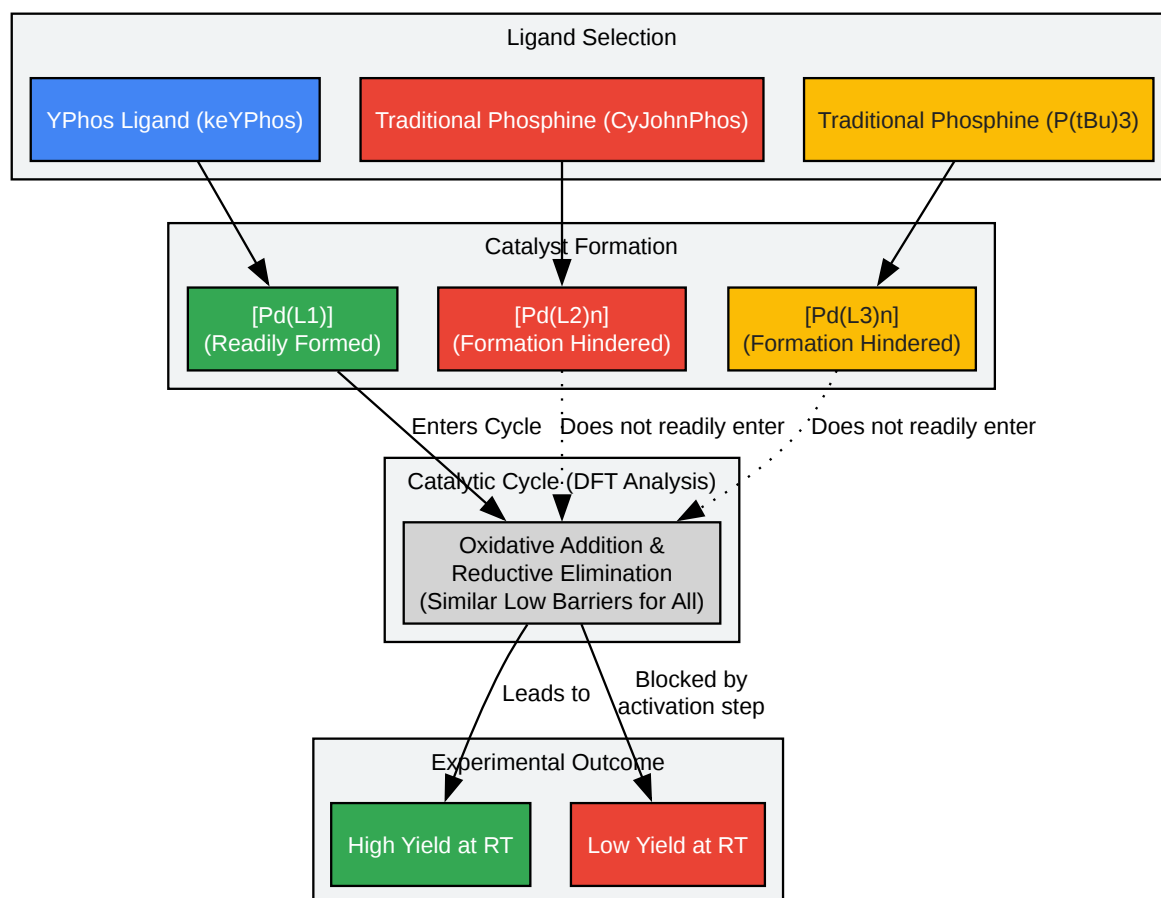 Ligand Selection
YPhos Ligand (keYPhos)
Traditional Phosphine (CyJohnPhos)
Traditional Phosphine (P(tBu)3)
Catalyst Formation
[Pd(L1)]
(Readily Formed)
[Pd(L2)n]
(Formation Hindered)
[Pd(L3)n]
(Formation Hindered)
Enters Cycle
Does not readily enter
Does not readily enter
Catalytic Cycle (DFT Analysis)
Oxidative Addition &
Reductive Elimination
(Similar Low Barriers for All)
Leads to
Blocked by
activation step
Experimental Outcome
High Yield at RT
Low Yield at RT